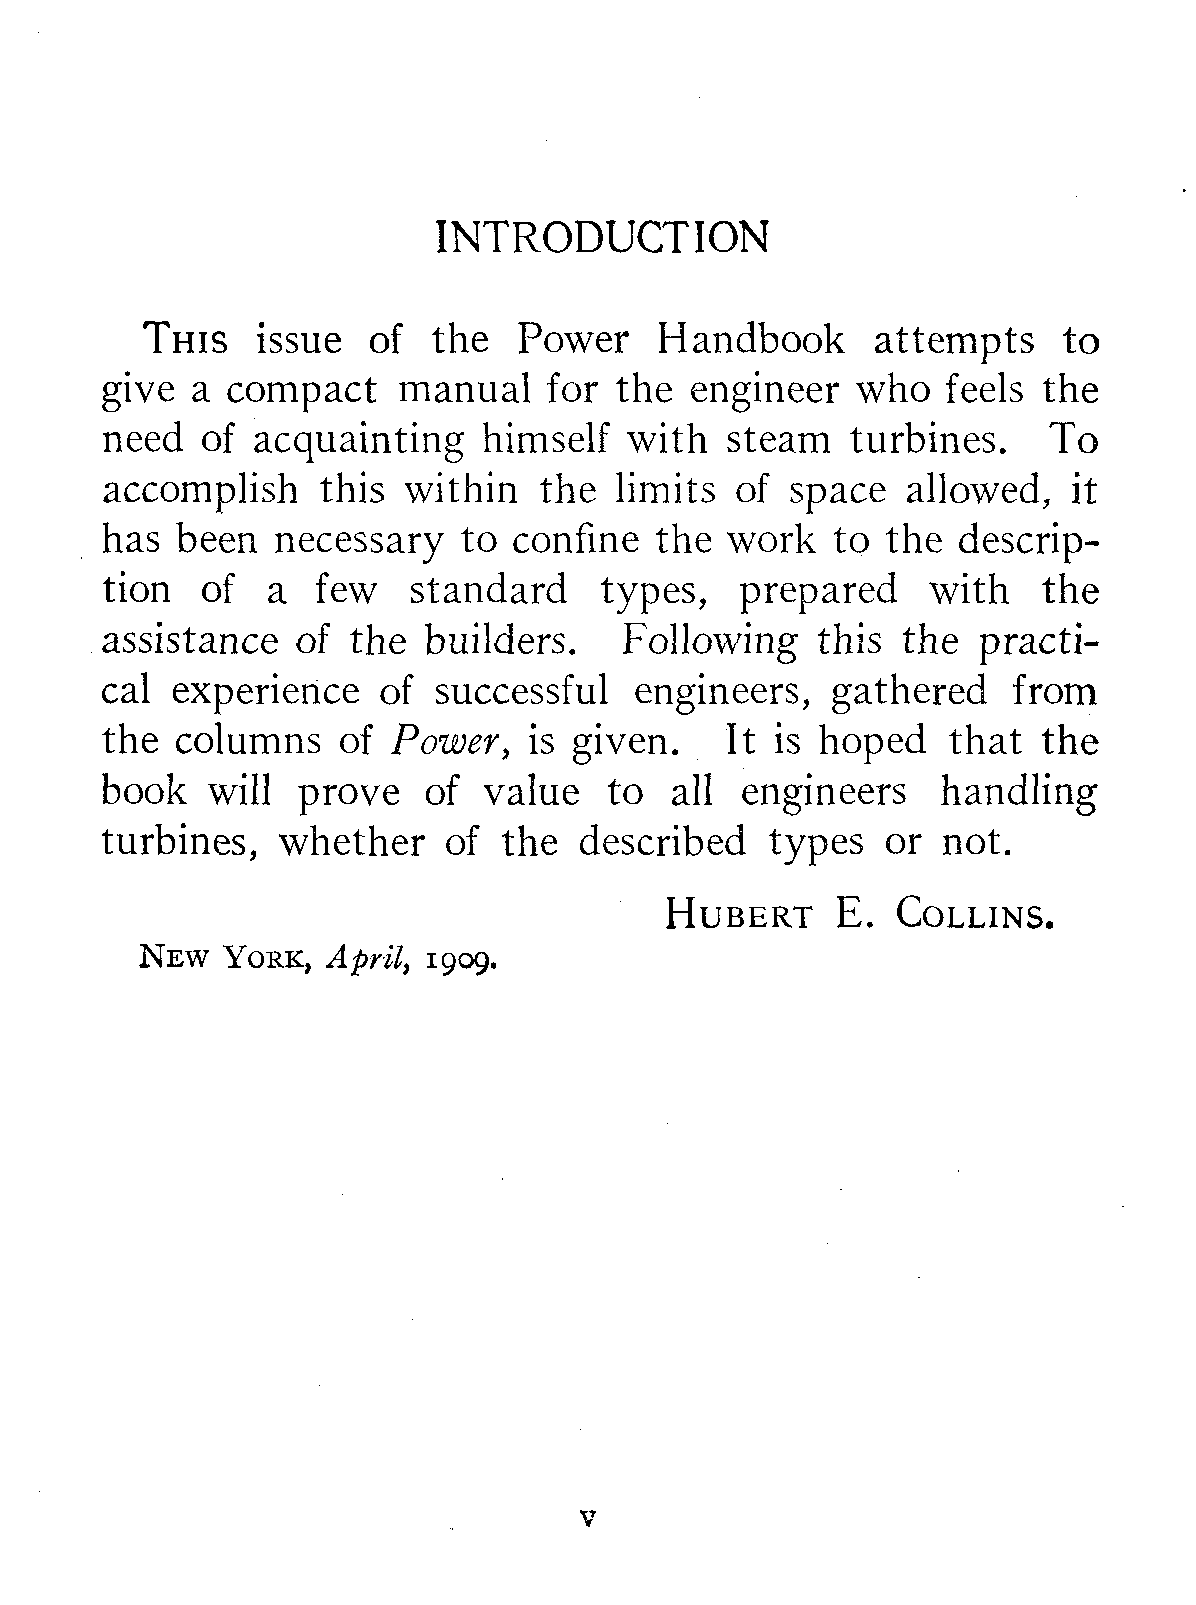 INTRODUCTION
THIS issue of the Power Handbook attempts to
give a compact manual for the engineer who feels the
need of acquainting himself with steam turbines. To
accomplish this within the limits of space allowed, it
has been necessary to confine the work to the descrip-
tion of a few standard types, prepared with the
assistance of the builders. Following this the practi-
cal experience of successful engineers, gathered from
the columns of Power, is given. It is hoped that the
book will prove of value to all engineers handling
turbines, whether of the described types or not.
HUBERT E. COLLINS.
NEW YORK, April, 1909.
v